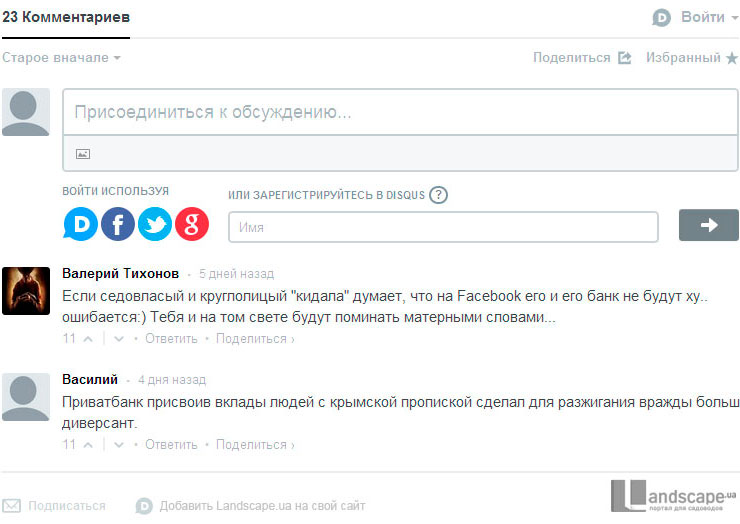 23 Комментариев
Войти
Старое вначале
Поделиться
Избранный
Присоединиться к обсуждению...
ВОЙТИ ИСПОЛЬЗУЯ
ИЛИ ЗАРЕГИСТРИРУЙТЕСЬ В DISQUS ?
D f g
Имя
Валерий Тихонов • 5 дней назад
Если седовласый и круглолицый "кидала" думает, что на Facebook его и его банк не будут ху..
ошибается:) Тебя и на том свете будут поминать матерными словами...
11 • Ответить • Поделиться ›
Василий • 4 дня назад
Приватбанк присвоив вклады людей с крымской пропиской сделал для разжигания вражды больш
диверсант.
11 • Ответить • Поделиться ›
Подписаться
D Добавить Landscape.ua на свой сайт
Landscape.ua
портал для садоводов